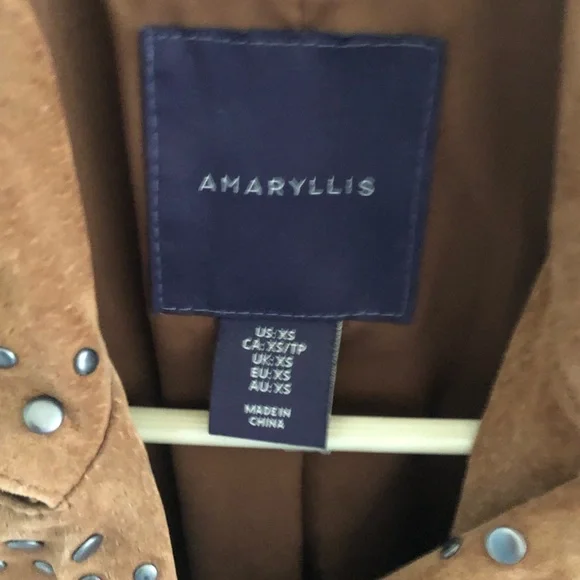 AMARYLLIS
US: XS
CA: XS/TP
UK: XS
EU: XS
AU: XS
MADE IN
CHINA